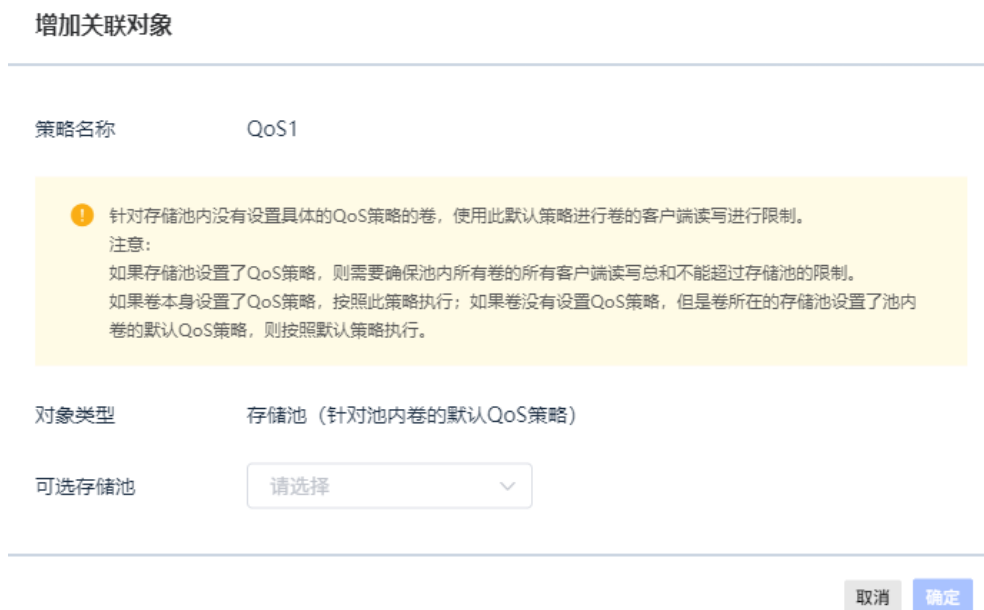 增加关联对象
策略名称 QoS1
针对存储池内没有设置具体的QoS策略的卷，使用此默认策略进行卷的客户端读写进行限制。
注意：
如果存储池设置了QoS策略，则需要确保池内所有卷的所有客户端读写总和不能超过存储池的限制。
如果卷本身设置了QoS策略，按照此策略执行；如果卷没有设置QoS策略，但是卷所在的存储池设置了池内
卷的默认QoS策略，则按照默认策略执行。
对象类型 存储池（针对池内卷的默认QoS策略）
可选存储池 请选择
取消 确定